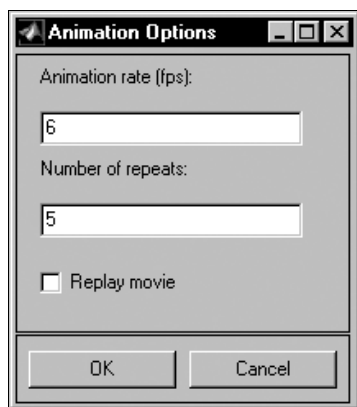 Animation Options
Animation rate (fps):
6
Number of repeats:
5
Replay movie
OK
Cancel